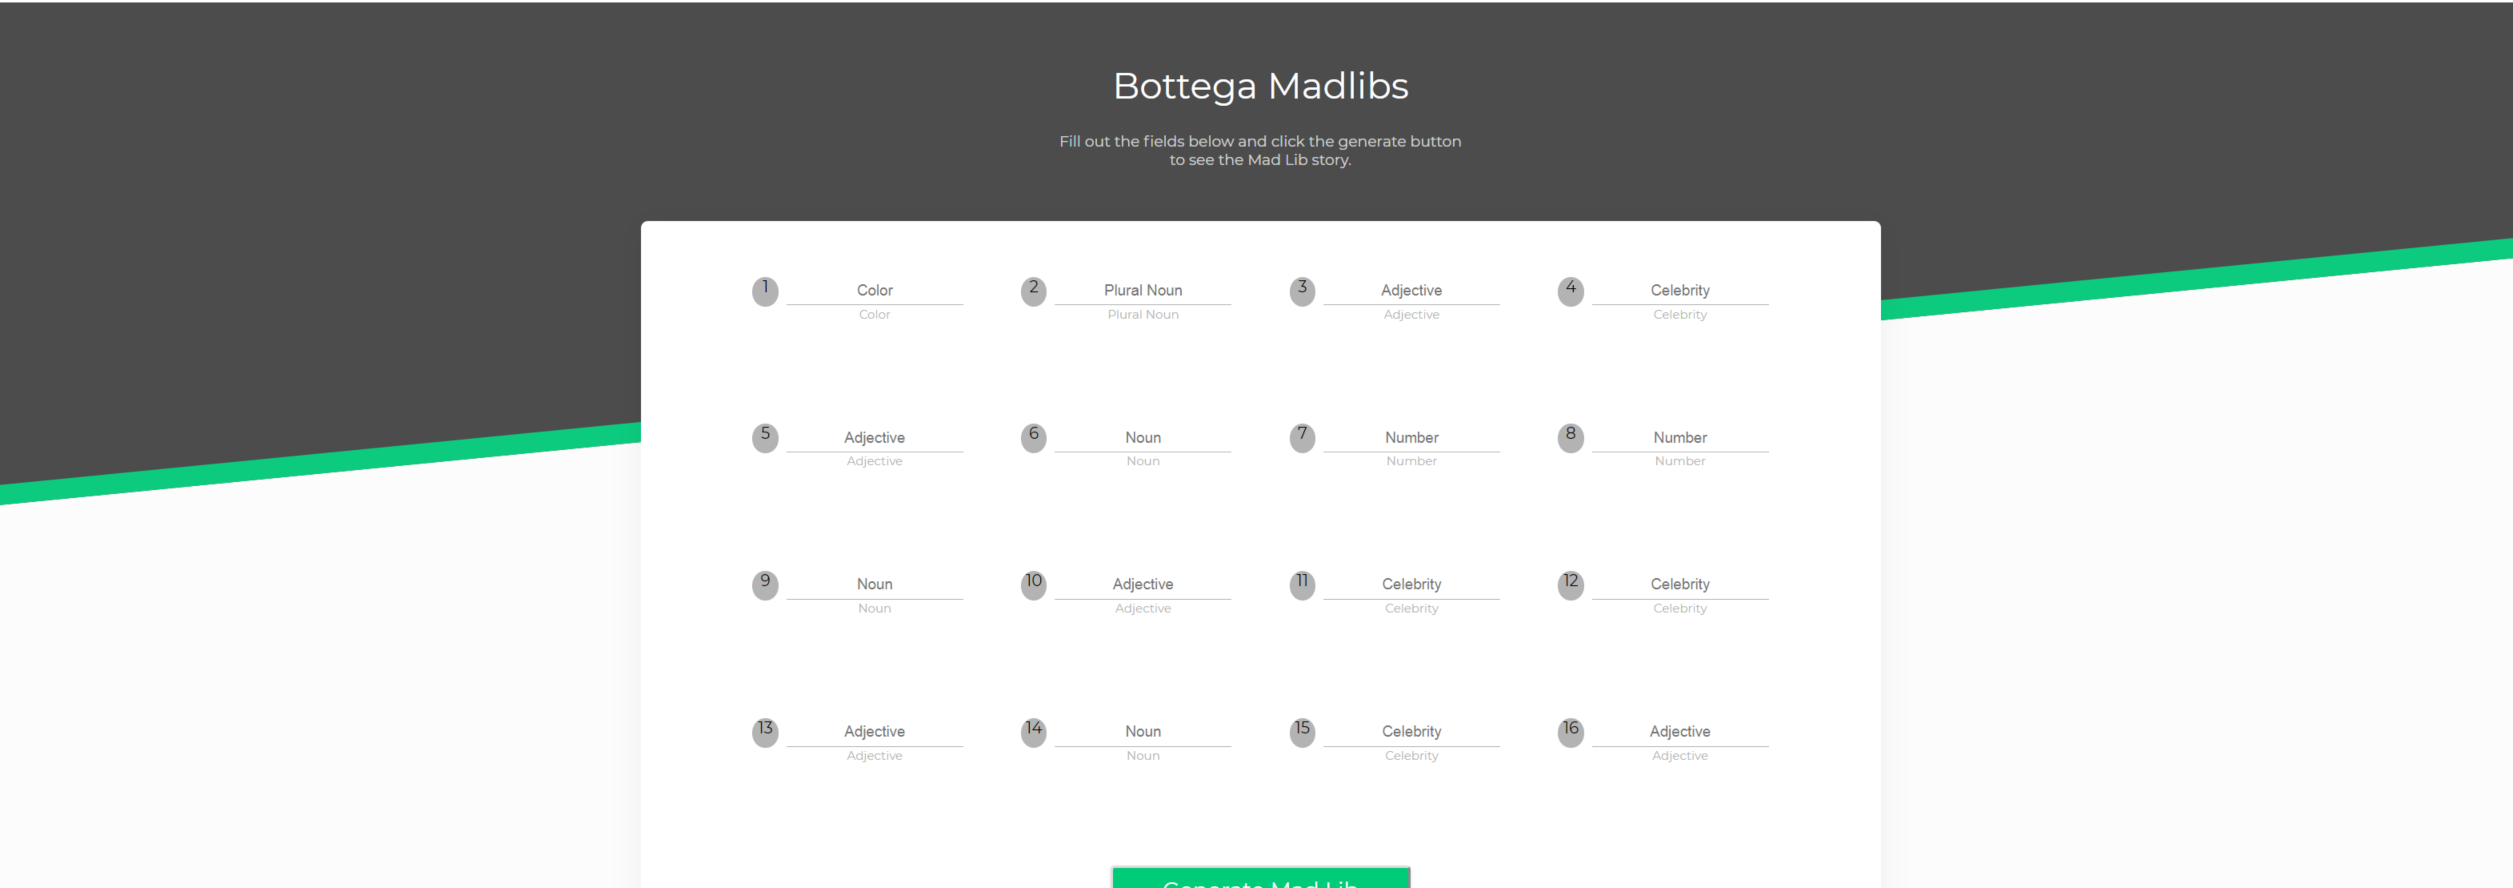 Bottega Madlibs
Fill out the fields below and click the generate button
to see the Mad Lib story.
1 Color 2 Plural Noun 3 Adjective 4 Celebrity
Color Plural Noun Adjective Celebrity
5 Adjective 6 Noun 7 Number 8 Number
Adjective Noun Number Number
9 Noun 10 Adjective 11 Celebrity 12 Celebrity
Noun Adjective Celebrity Celebrity
13 Adjective 14 Noun 15 Celebrity 16 Adjective
Adjective Noun Celebrity Adjective
Generate Mad Lib